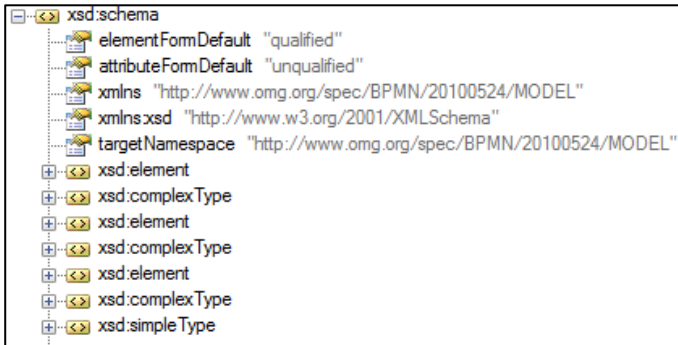 xsd:schema
elementFormDefault "qualified"
attributeFormDefault "unqualified"
xmlns "http://www.omg.org/spec/BPMN/20100524/MODEL"
xmlns:xsd "http://www.w3.org/2001/XMLSchema"
targetNamespace "http://www.omg.org/spec/BPMN/20100524/MODEL"
xsd:element
xsd:complexType
xsd:element
xsd:complexType
xsd:element
xsd:complexType
xsd:simpleType